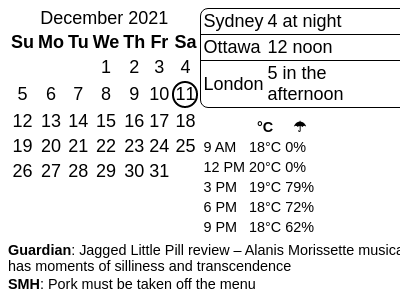 December 2021
Su Mo Tu We Th Fr Sa
1 2 3 4
5 6 7 8 9 10 11
12 13 14 15 16 17 18
19 20 21 22 23 24 25
26 27 28 29 30 31
Sydney 4 at night
Ottawa 12 noon
London 5 in the
afternoon
°C ☂
9 AM 18°C 0%
12 PM 20°C 0%
3 PM 19°C 79%
6 PM 18°C 72%
9 PM 18°C 62%
Guardian: Jagged Little Pill review – Alanis Morissette musica
has moments of silliness and transcendence
SMH: Pork must be taken off the menu